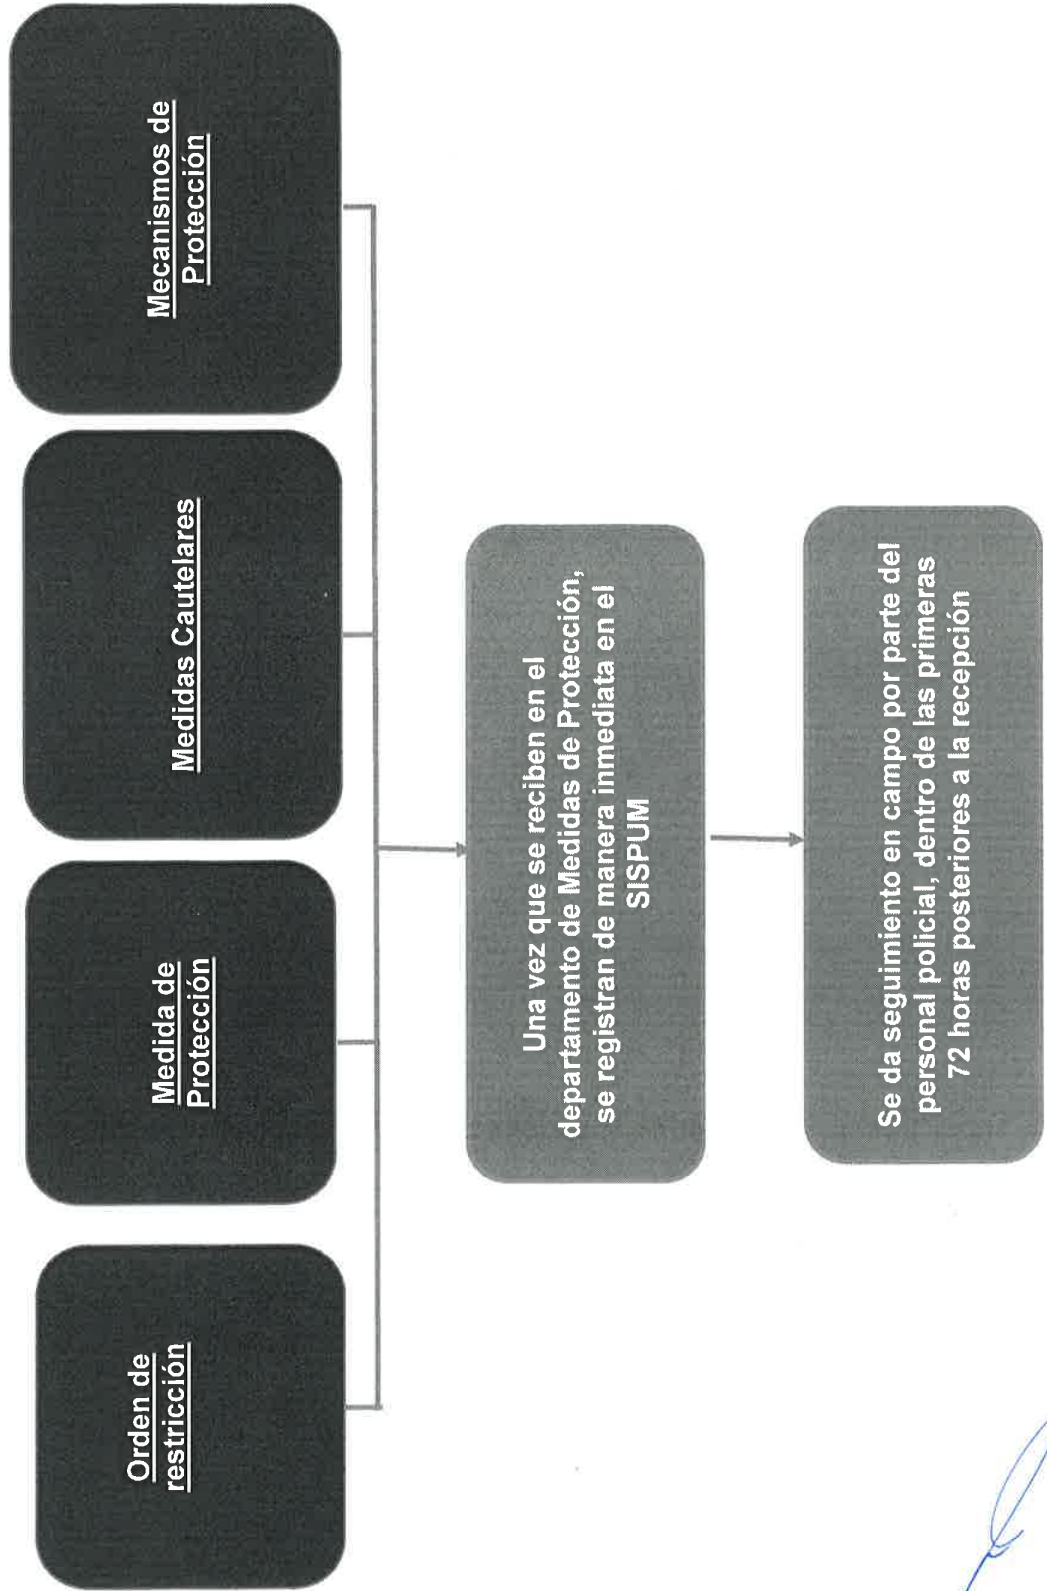 Orden de
restricción
Medida de
Protección
Medidas Cautelares
Mecanismos de
Protección
Una vez que se reciben en el
departamento de Medidas de Protección,
se registran de manera inmediata en el
SISPUM
Se da seguimiento en campo por parte del
personal policial, dentro de las primeras
72 horas posteriores a la recepción